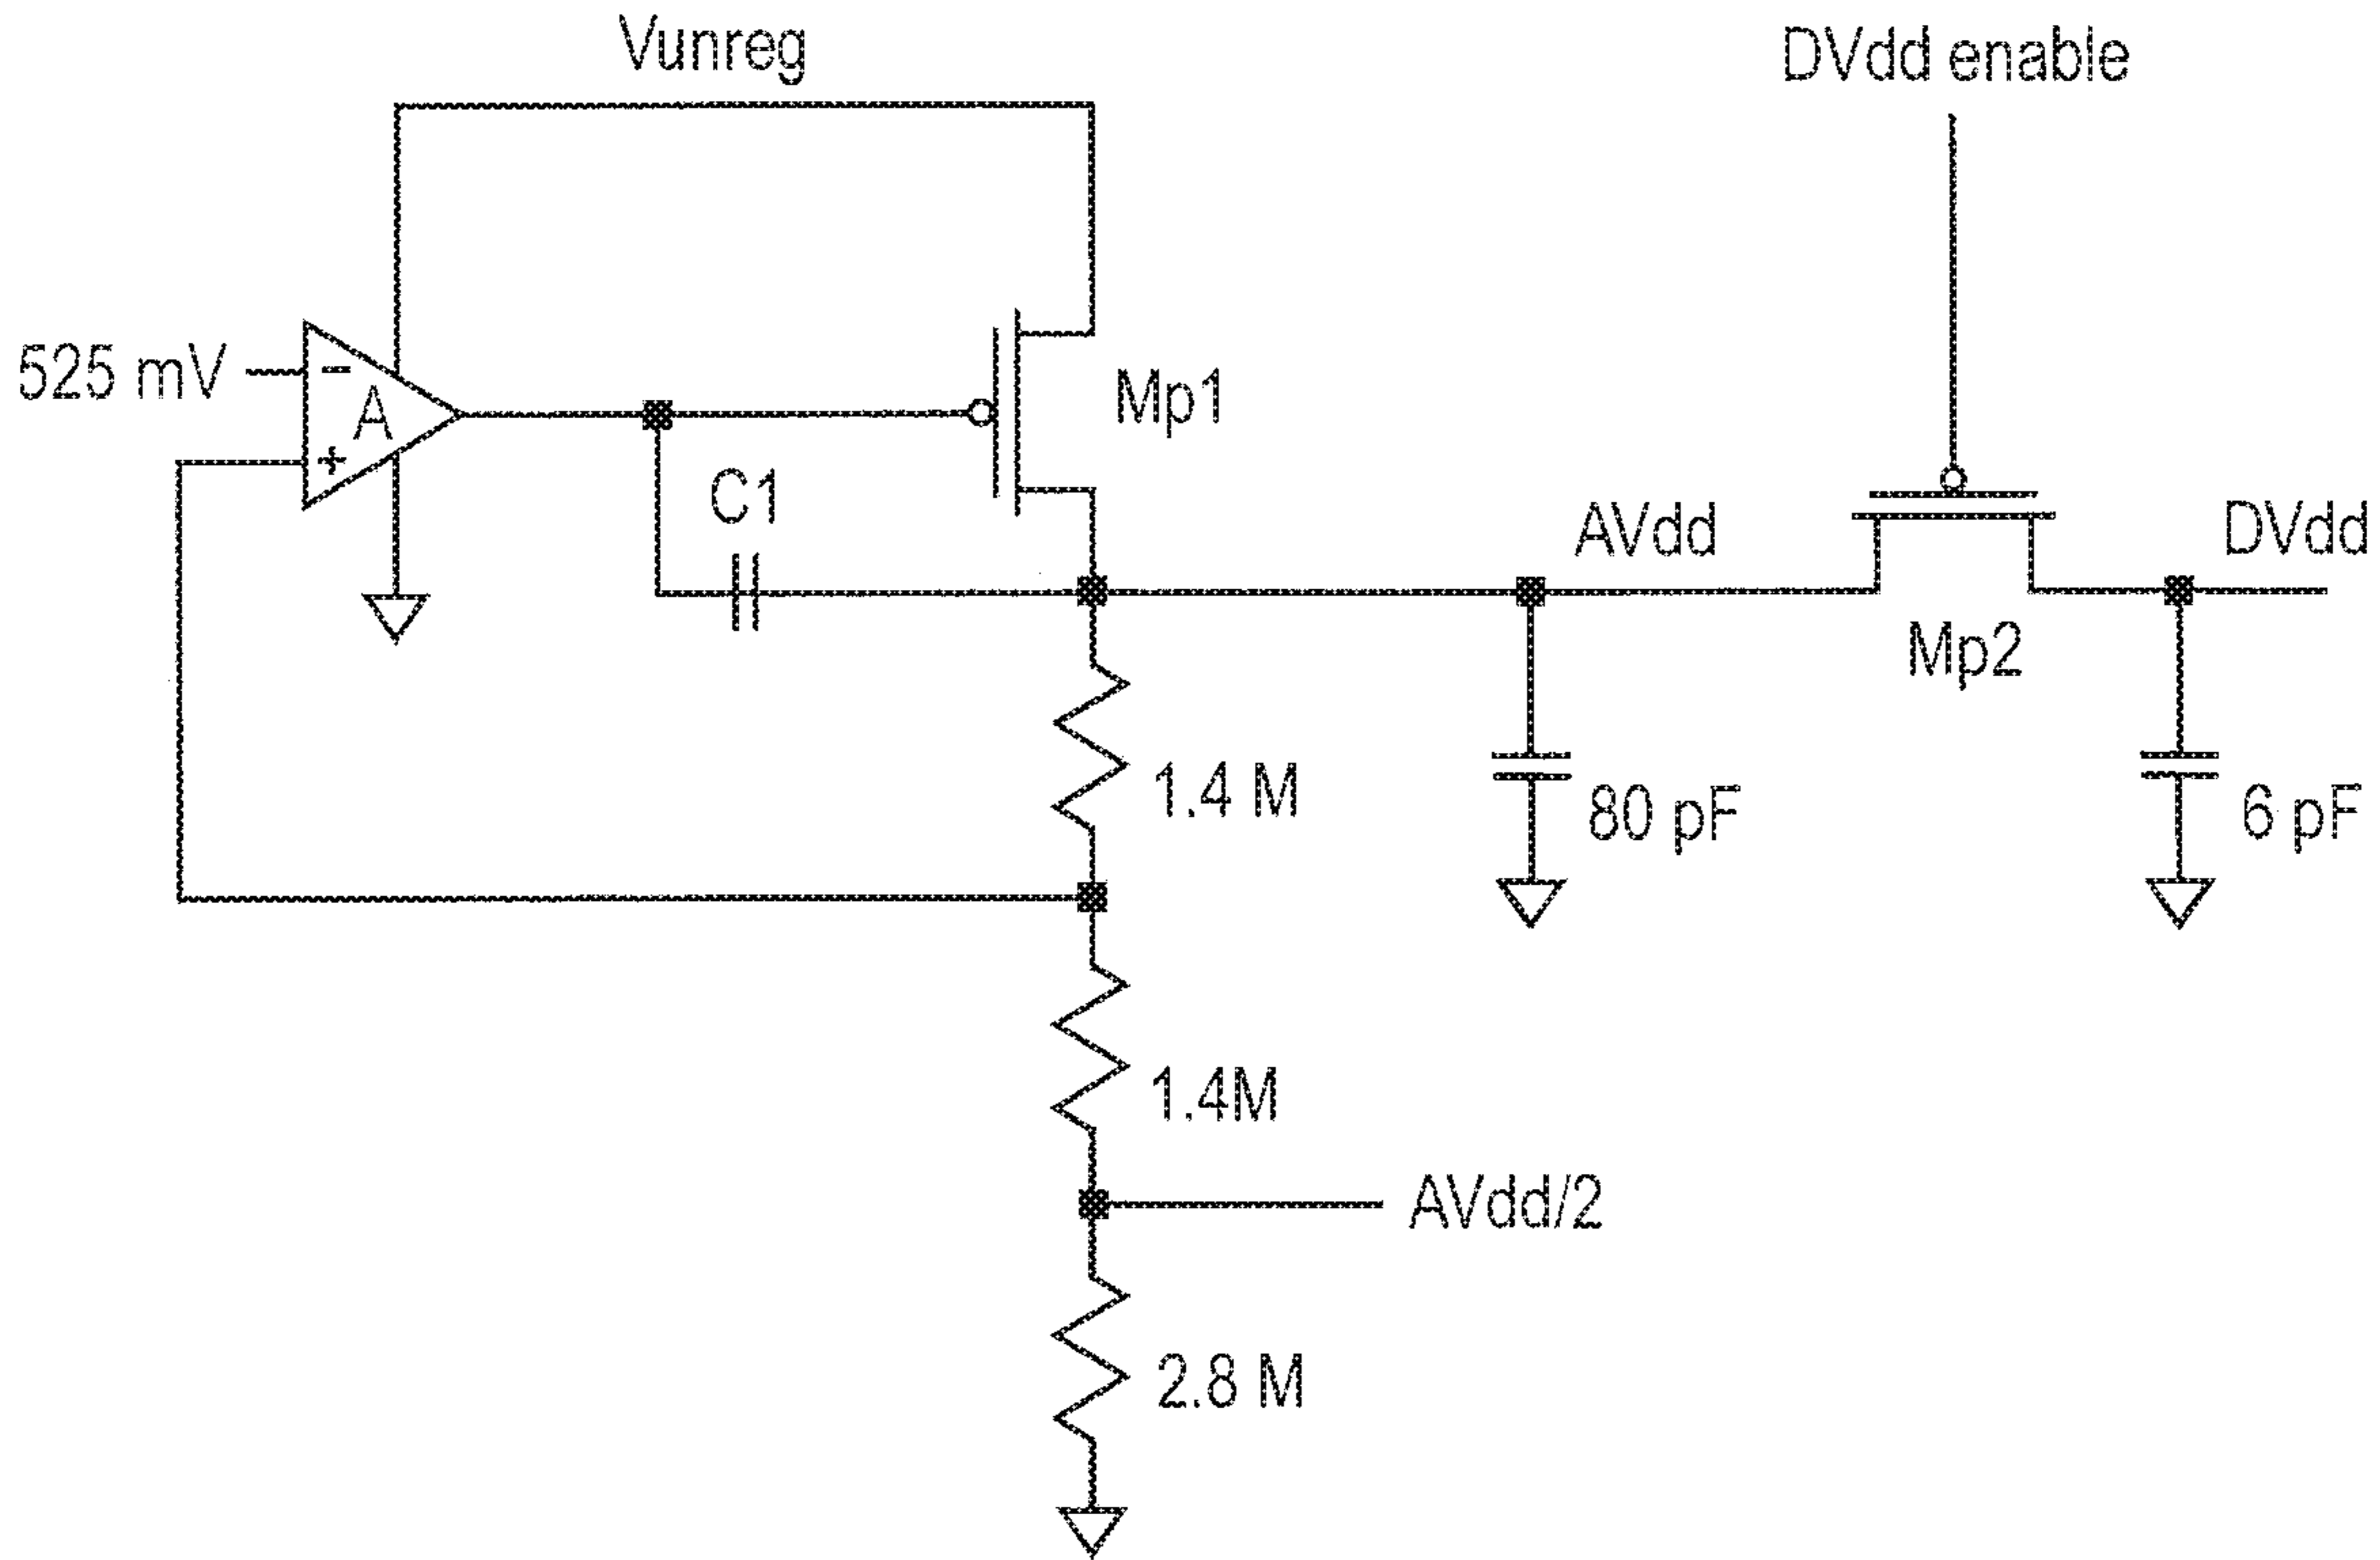 Vunreg
DVdd enable
525 mV
-
A
+
Mp1
C1
AVdd
DVdd
Mp2
1.4 M
80 pF
6 pF
1.4M
AVdd/2
2.8 M